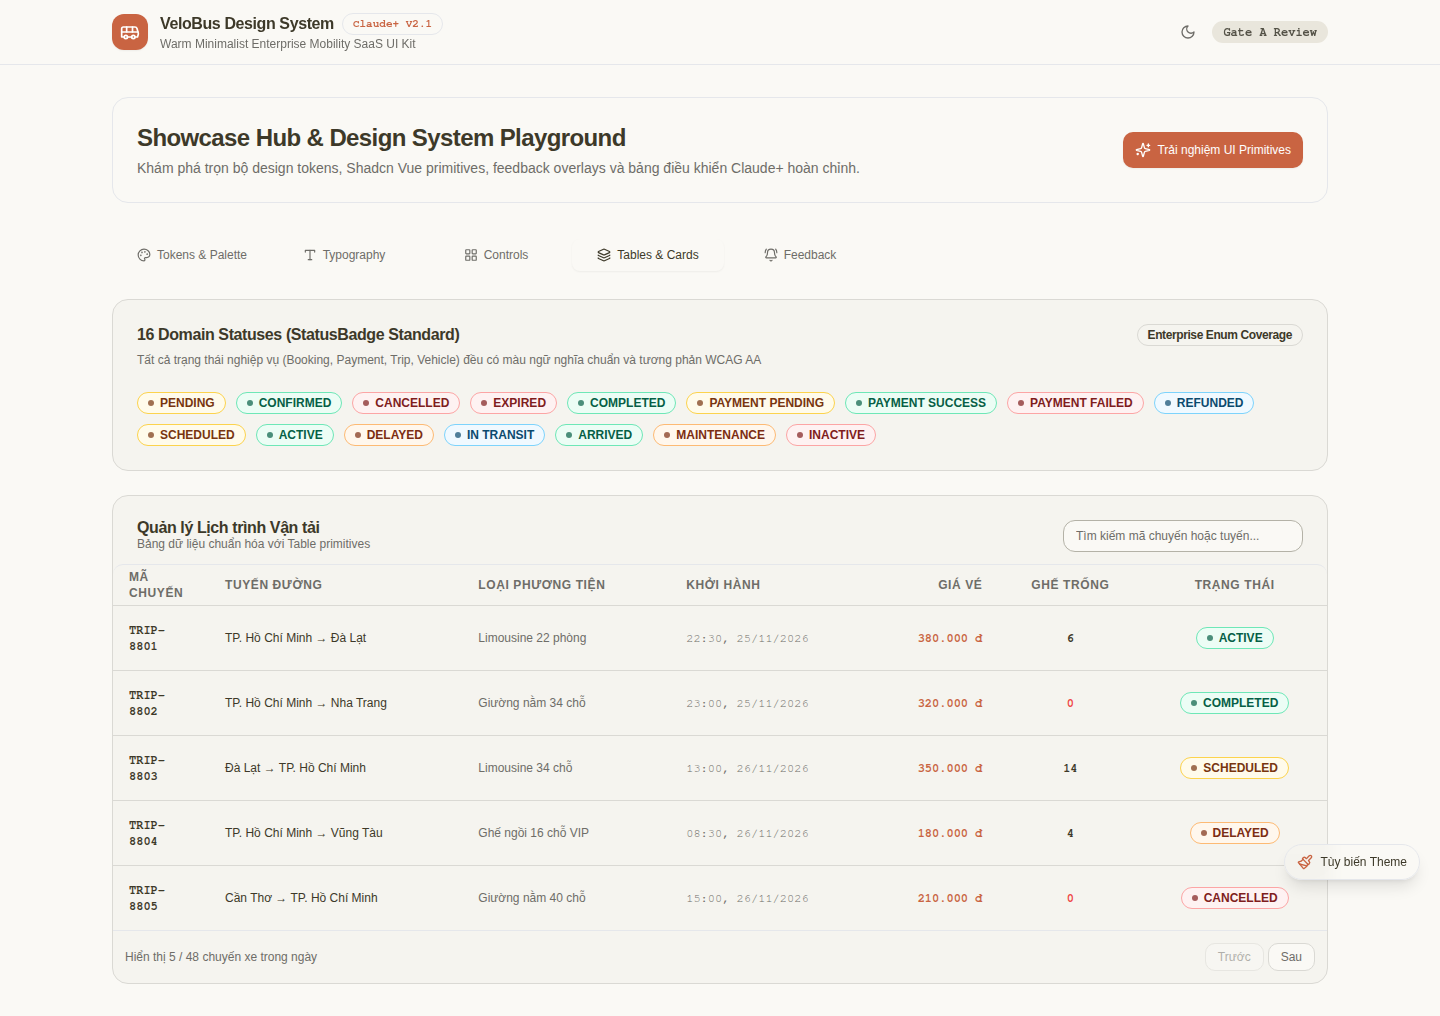 VeloBus Design System
Claude+ V2.1
Warm Minimalist Enterprise Mobility SaaS UI Kit
Gate A Review
Showcase Hub & Design System Playground
Khám phá trọn bộ design tokens, Shadcn Vue primitives, feedback overlays và bảng điều khiển Claude+ hoàn chỉnh.
Trải nghiệm UI Primitives
Tokens & Palette
Typography
Controls
Tables & Cards
Feedback
16 Domain Statuses (StatusBadge Standard)
Enterprise Enum Coverage
Tất cả trạng thái nghiệp vụ (Booking, Payment, Trip, Vehicle) đều có màu ngữ nghĩa chuẩn và tương phản WCAG AA
PENDING CONFIRMED CANCELLED EXPIRED COMPLETED PAYMENT PENDING PAYMENT SUCCESS PAYMENT FAILED REFUNDED
SCHEDULED ACTIVE DELAYED IN TRANSIT ARRIVED MAINTENANCE INACTIVE
Quản lý Lịch trình Vận tải
Bảng dữ liệu chuẩn hóa với Table primitives
Tìm kiếm mã chuyến hoặc tuyến...
MÃ CHUYẾN TUYẾN ĐƯỜNG LOẠI PHƯƠNG TIỆN KHỞI HÀNH GIÁ VÉ GHẾ TRỐNG TRẠNG THÁI
TRIP-8801 TP. Hồ Chí Minh → Đà Lạt Limousine 22 phòng 22:30, 25/11/2026 380.000 đ 6 ACTIVE
TRIP-8802 TP. Hồ Chí Minh → Nha Trang Giường nằm 34 chỗ 23:00, 25/11/2026 320.000 đ 0 COMPLETED
TRIP-8803 Đà Lạt → TP. Hồ Chí Minh Limousine 34 chỗ 13:00, 26/11/2026 350.000 đ 14 SCHEDULED
TRIP-8804 TP. Hồ Chí Minh → Vũng Tàu Ghế ngồi 16 chỗ VIP 08:30, 26/11/2026 180.000 đ 4 DELAYED
Tùy biến Theme
TRIP-8805 Cần Thơ → TP. Hồ Chí Minh Giường nằm 40 chỗ 15:00, 26/11/2026 210.000 đ 0 CANCELLED
Hiển thị 5 / 48 chuyến xe trong ngày
Trước
Sau